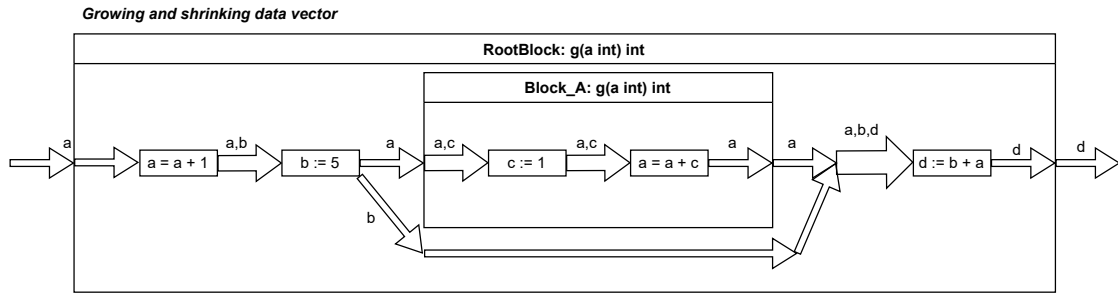 Growing and shrinking data vector
RootBlock: g(a int) int
Block_A: g(a int) int
a
a = a + 1
a,b
b := 5
a
a,c
c := 1
a,c
a = a + c
a
a
a,b,d
d := b + a
d
d
b